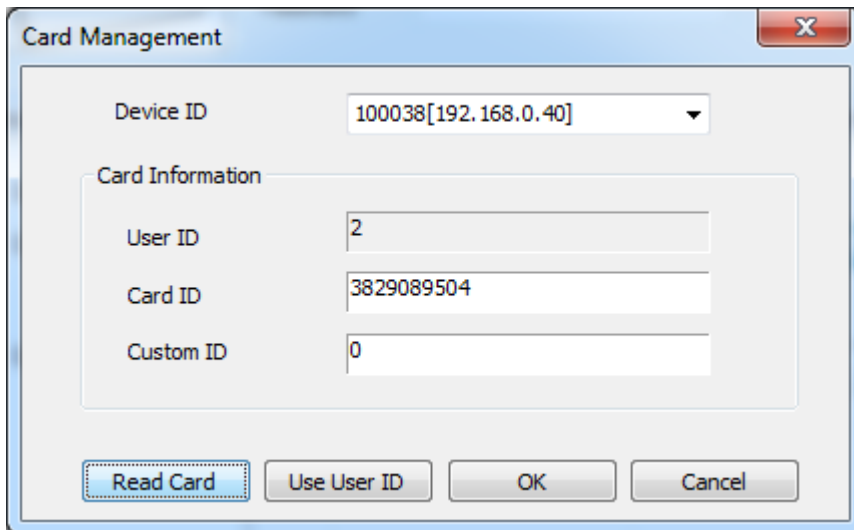 Card Management
Device ID 100038[192.168.0.40]
Card Information
User ID 2
Card ID 3829089504
Custom ID 0
Read Card Use User ID OK Cancel